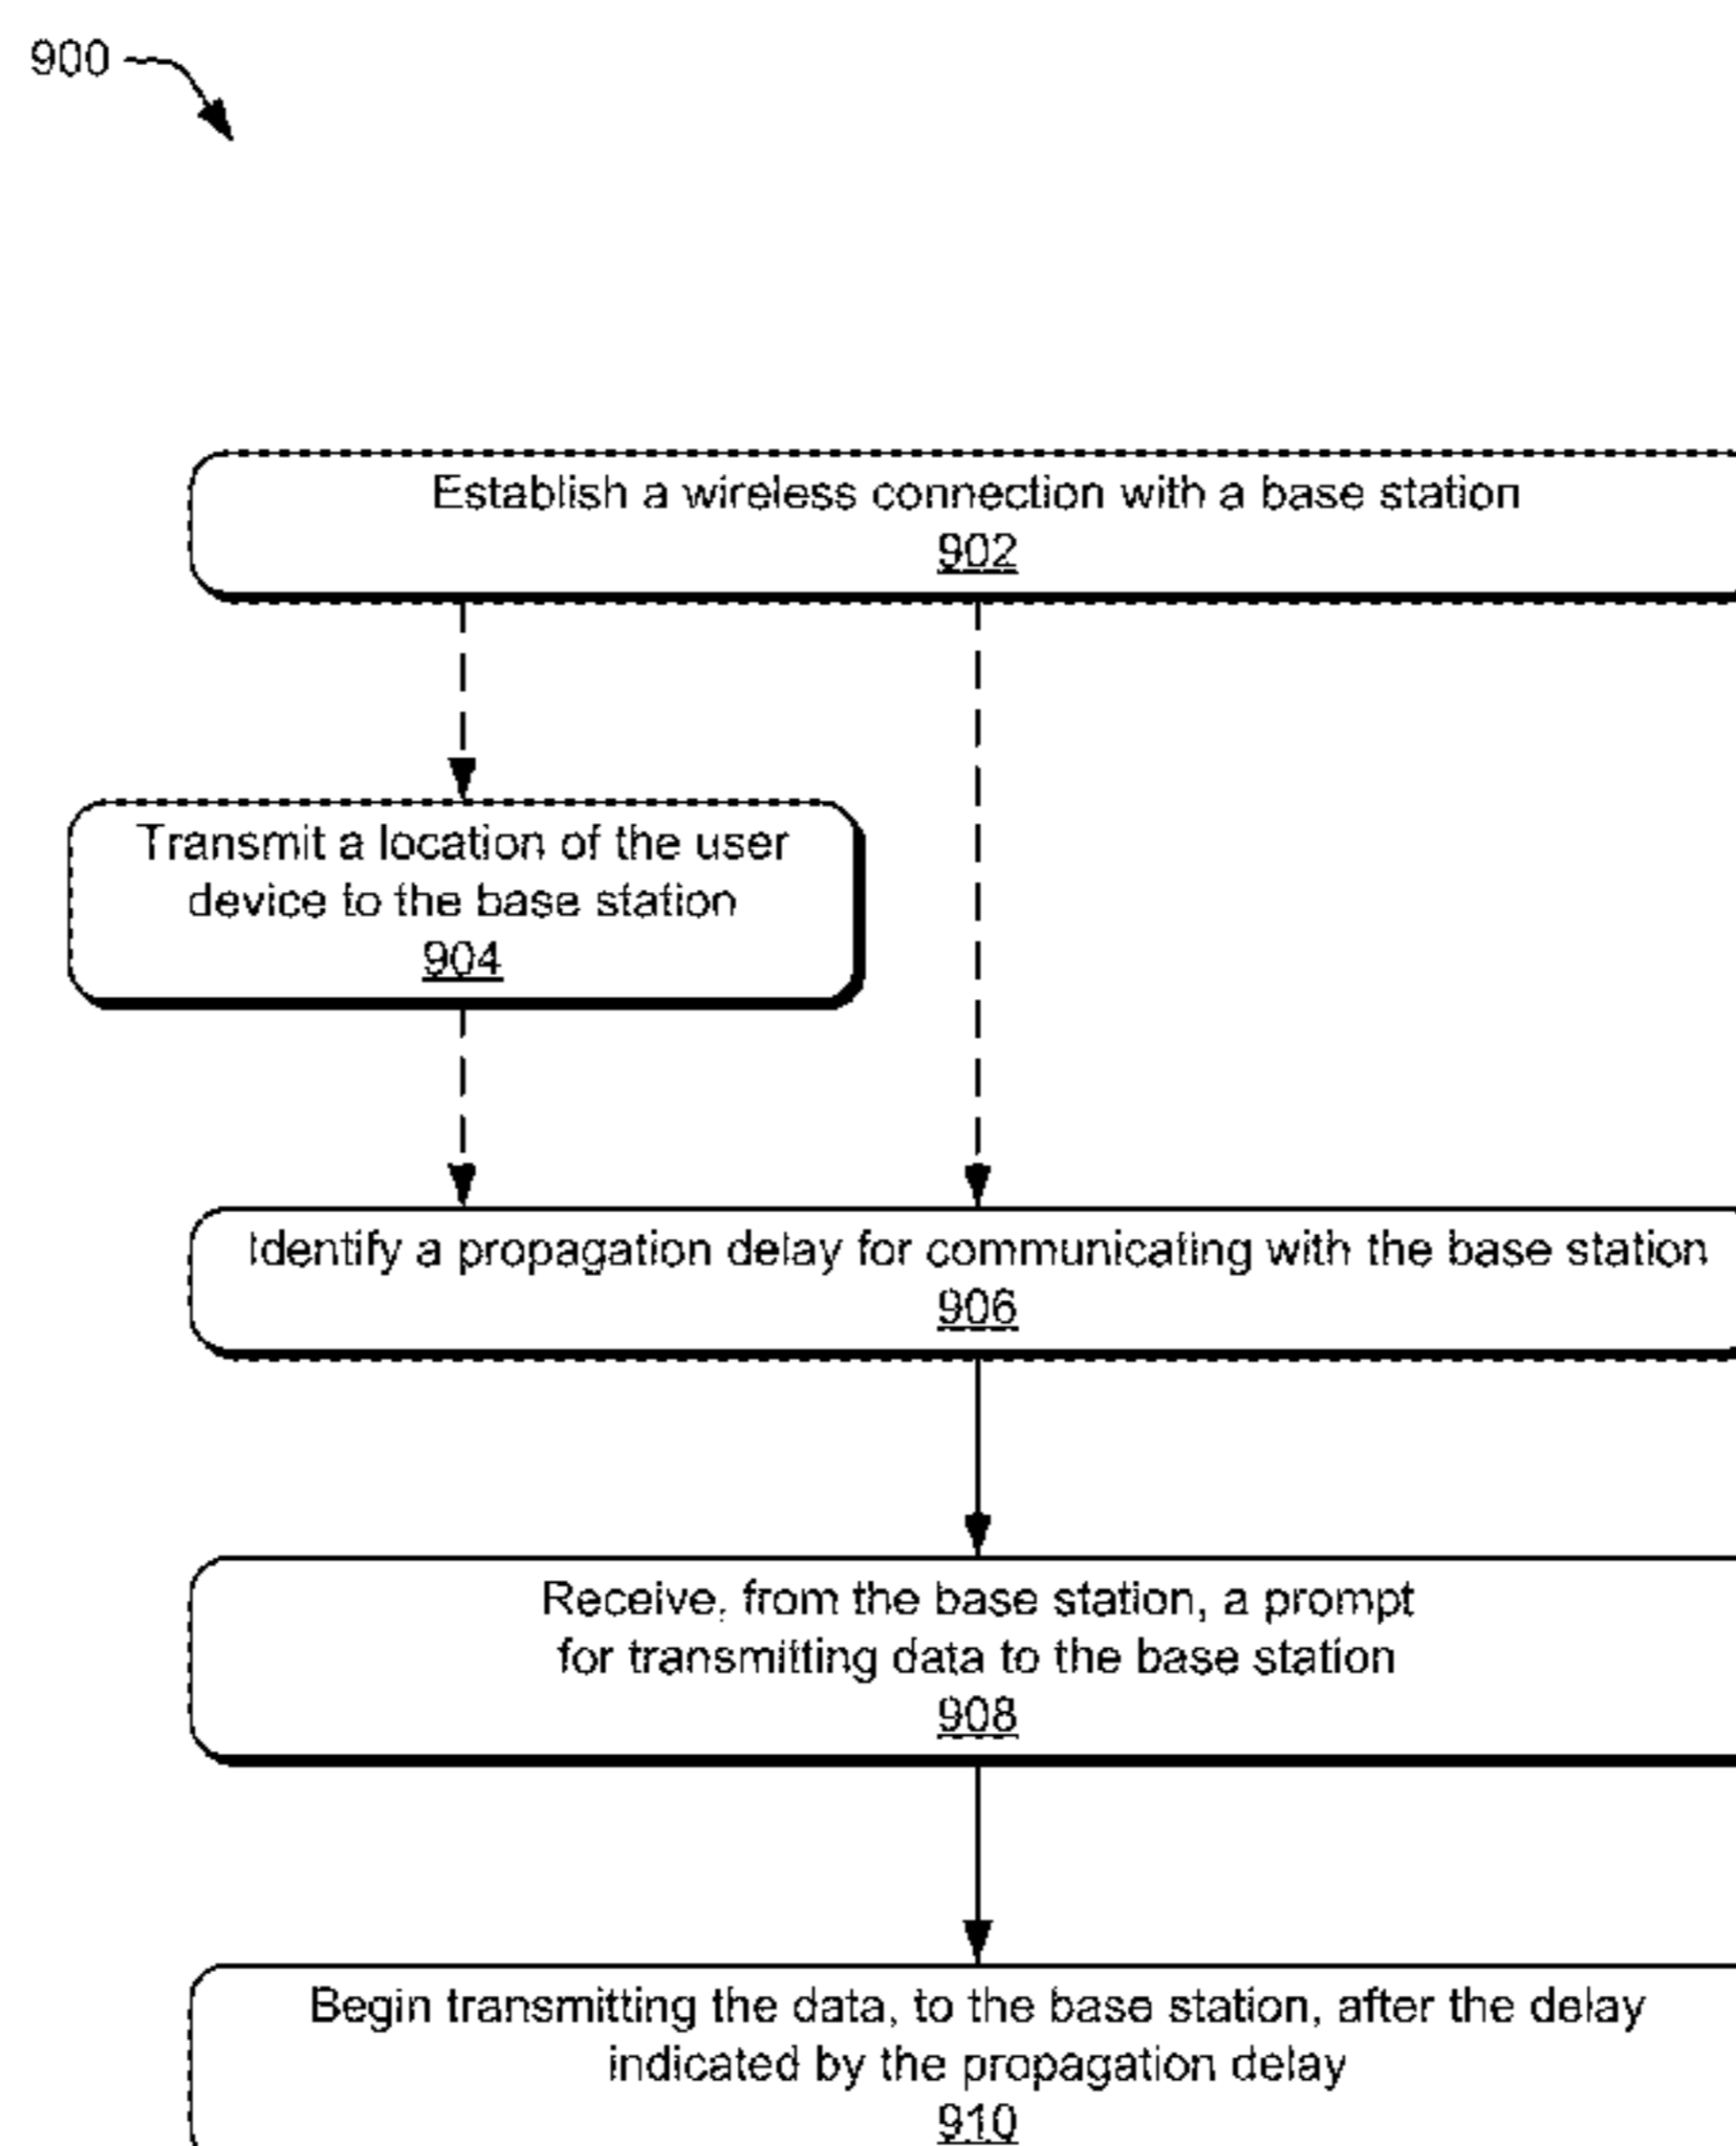 900
Establish a wireless connection with a base station
902
Transmit a location of the user
device to the base station
904
Identify a propagation delay for communicating with the base station
906
Receive, from the base station, a prompt
for transmitting data to the base station
908
Begin transmitting the data, to the base station, after the delay
indicated by the propagation delay
910